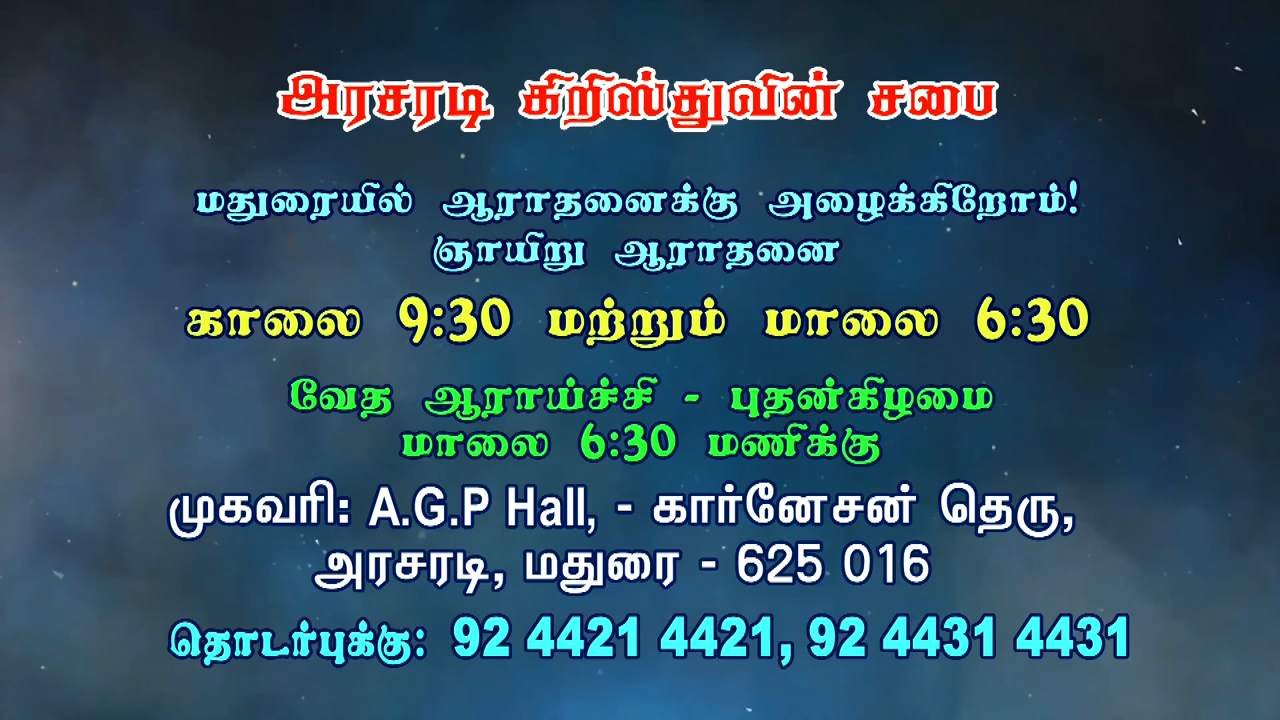 அரசரடி கிறிஸ்துவின் சபை
மதுரையில் ஆராதனைக்கு அழைக்கிறோம்!
ஞாயிறு ஆராதனை
காலை 9:30 மற்றும் மாலை 6:30
வேத ஆராய்ச்சி - புதன்கிழமை
மாலை 6:30 மணிக்கு
முகவரி: A.G.P Hall, - கார்னேசன் தெரு,
அரசரடி, மதுரை - 625 016
தொடர்புக்கு: 92 4421 4421, 92 4431 4431